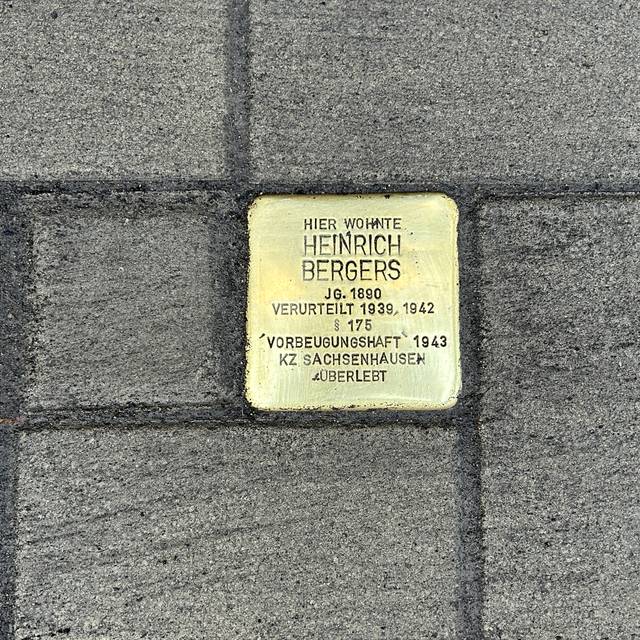 HIER WOHNTE
HEINRICH
BERGERS
JG. 1890
VERURTEILT 1939, 1942
§ 175
'VORBEUGUNGSHAFT' 1943
KZ SACHSENHAUSEN
ÜBERLEBT